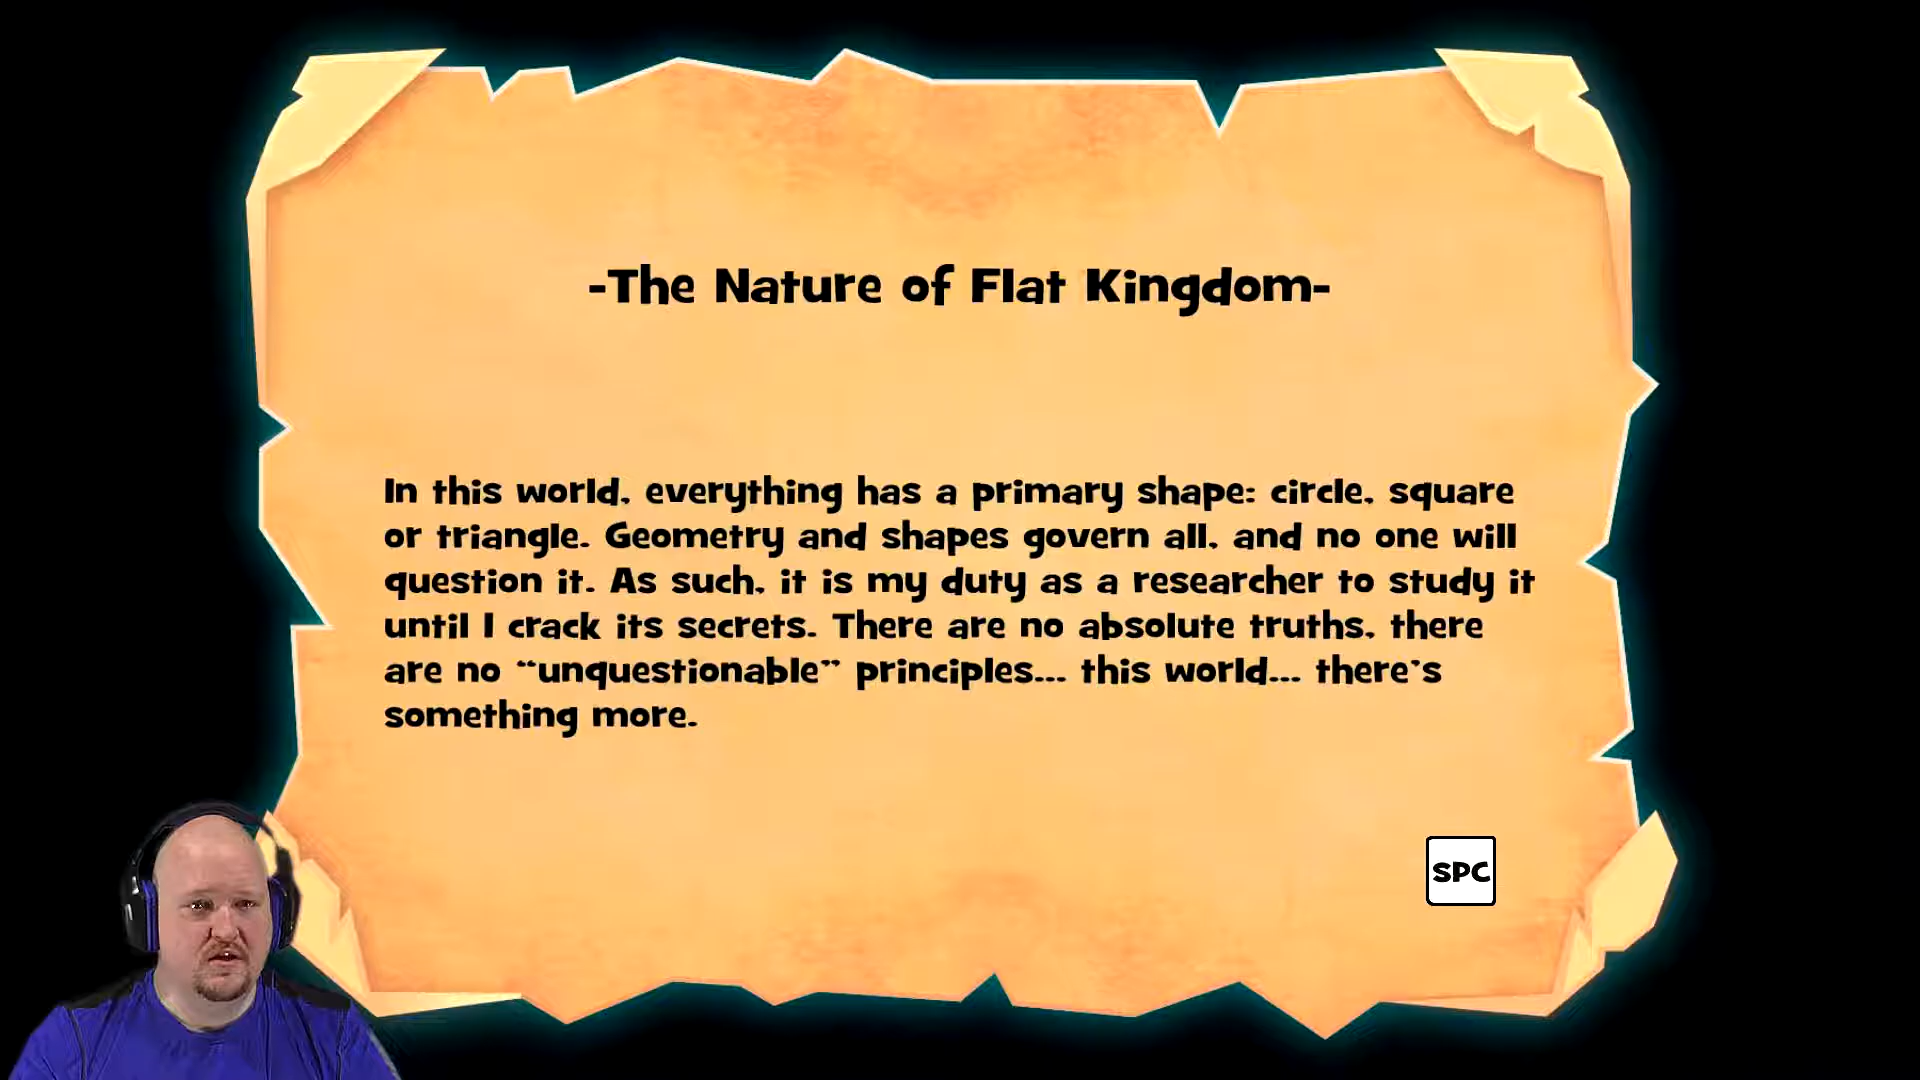 -The Nature of Flat Kingdom-
In this world, everything has a primary shape: circle, square
or triangle. Geometry and shapes govern all, and no one will
question it. As such, it is my duty as a researcher to study it
until I crack its secrets. There are no absolute truths, there
are no “unquestionable” principles... this world... there's
something more.
SPC